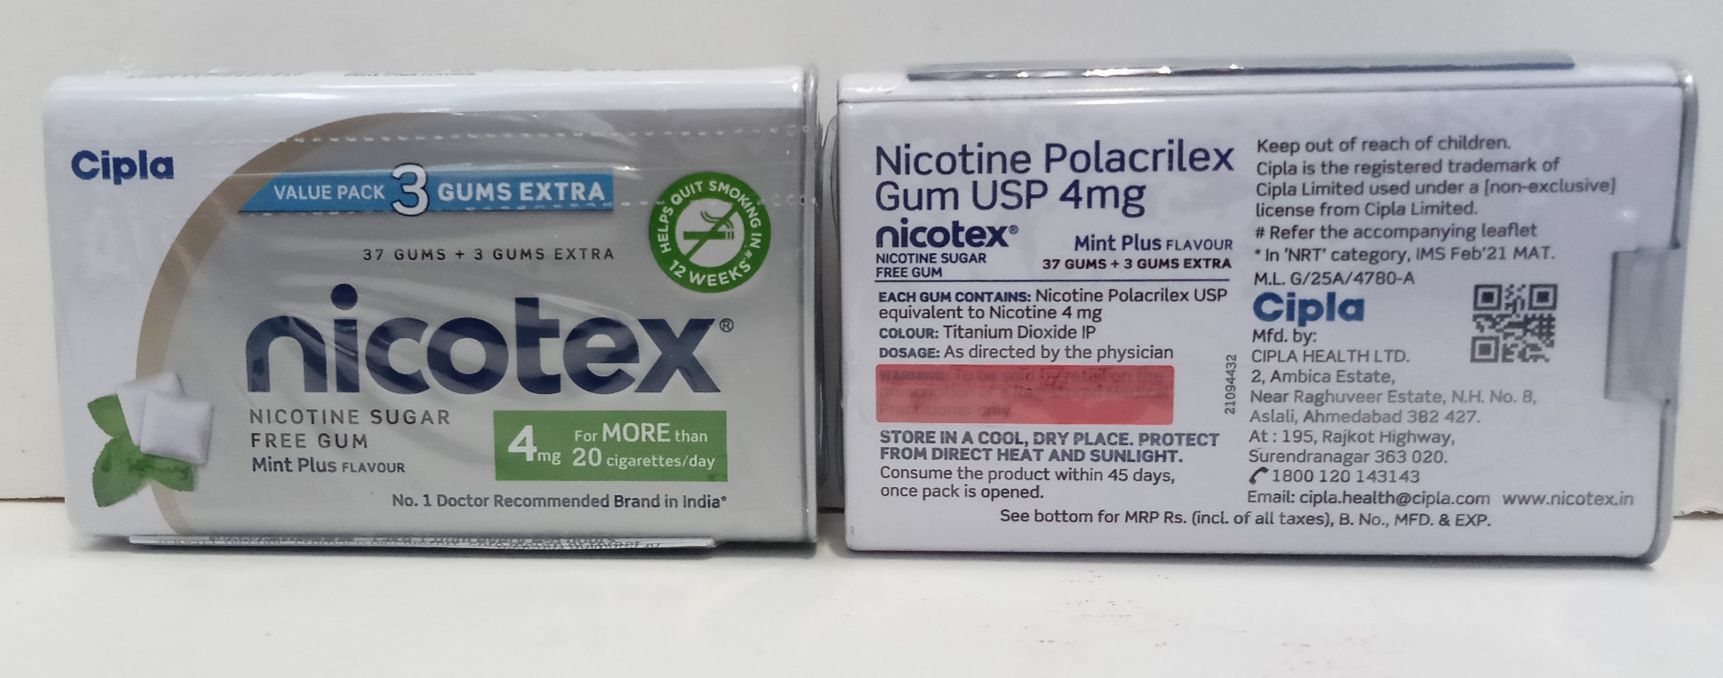 Cipla
VALUE PACK 3 GUMS EXTRA
HELPS QUIT SMOKING IN 12 WEEKS#
37 GUMS + 3 GUMS EXTRA
nicotex®
NICOTINE SUGAR
FREE GUM
Mint Plus FLAVOUR
4mg
For MORE than
20 cigarettes/day
No. 1 Doctor Recommended Brand in India*
Nicotine Polacrilex
Gum USP 4mg
nicotex®
NICOTINE SUGAR
FREE GUM
Mint Plus FLAVOUR
37 GUMS + 3 GUMS EXTRA
EACH GUM CONTAINS: Nicotine Polacrilex USP
equivalent to Nicotine 4 mg
COLOUR: Titanium Dioxide IP
DOSAGE: As directed by the physician
WARNING: To be sold by retail on the
prescription of a Registered Medical
Practitioner only.
STORE IN A COOL, DRY PLACE. PROTECT
FROM DIRECT HEAT AND SUNLIGHT.
Consume the product within 45 days,
once pack is opened.
21094432
Keep out of reach of children.
Cipla is the registered trademark of
Cipla Limited used under a [non-exclusive]
license from Cipla Limited.
# Refer the accompanying leaflet
* In 'NRT' category, IMS Feb'21 MAT.
M.L. G/25A/4780-A
Cipla
Mfd. by:
CIPLA HEALTH LTD.
2, Ambica Estate,
Near Raghuveer Estate, N.H. No. 8,
Aslali, Ahmedabad 382 427.
At : 195, Rajkot Highway,
Surendranagar 363 020.
1800 120 143143
Email: cipla.health@cipla.com www.nicotex.in
See bottom for MRP Rs. (incl. of all taxes), B. No., MFD. & EXP.